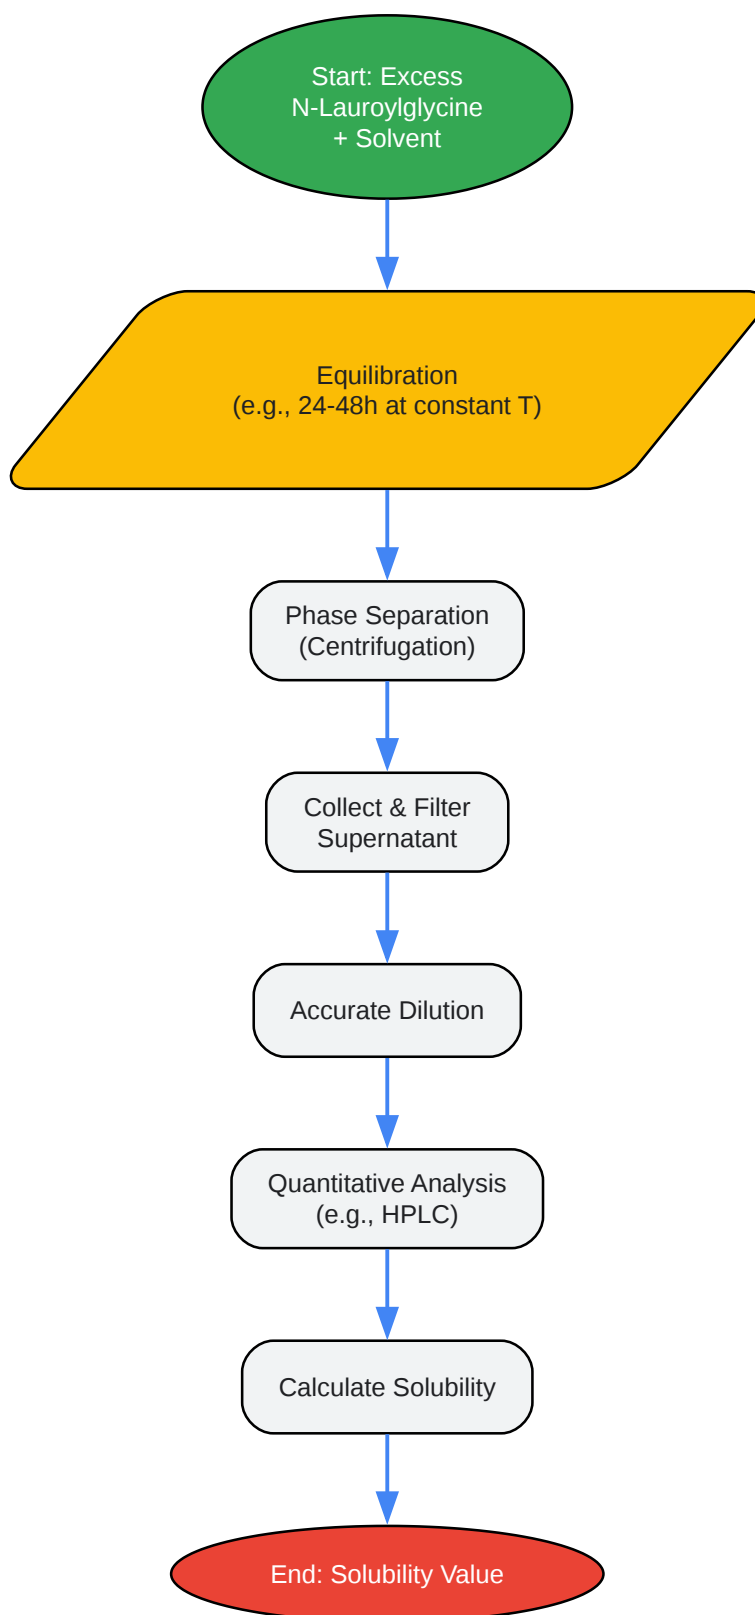 Start: Excess
N-Lauroylglycine
+ Solvent
Equilibration
(e.g., 24-48h at constant T)
Phase Separation
(Centrifugation)
Collect & Filter
Supernatant
Accurate Dilution
Quantitative Analysis
(e.g., HPLC)
Calculate Solubility
End: Solubility Value